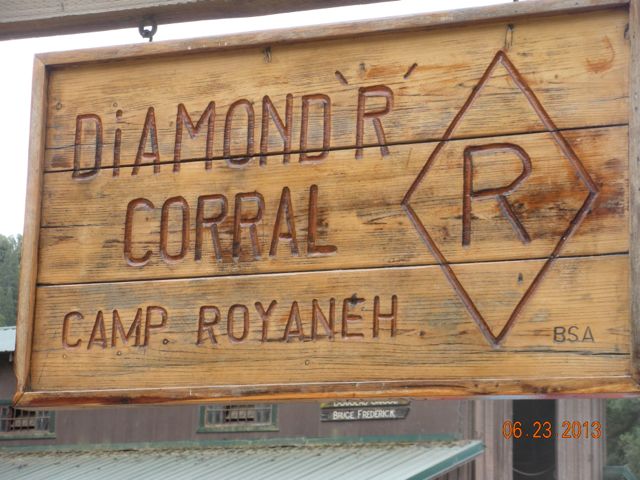 DiAMOND "R"
CORRAL
CAMP. ROYANEH
R
BSA
BRUCE FREDERICK
06.23.2013